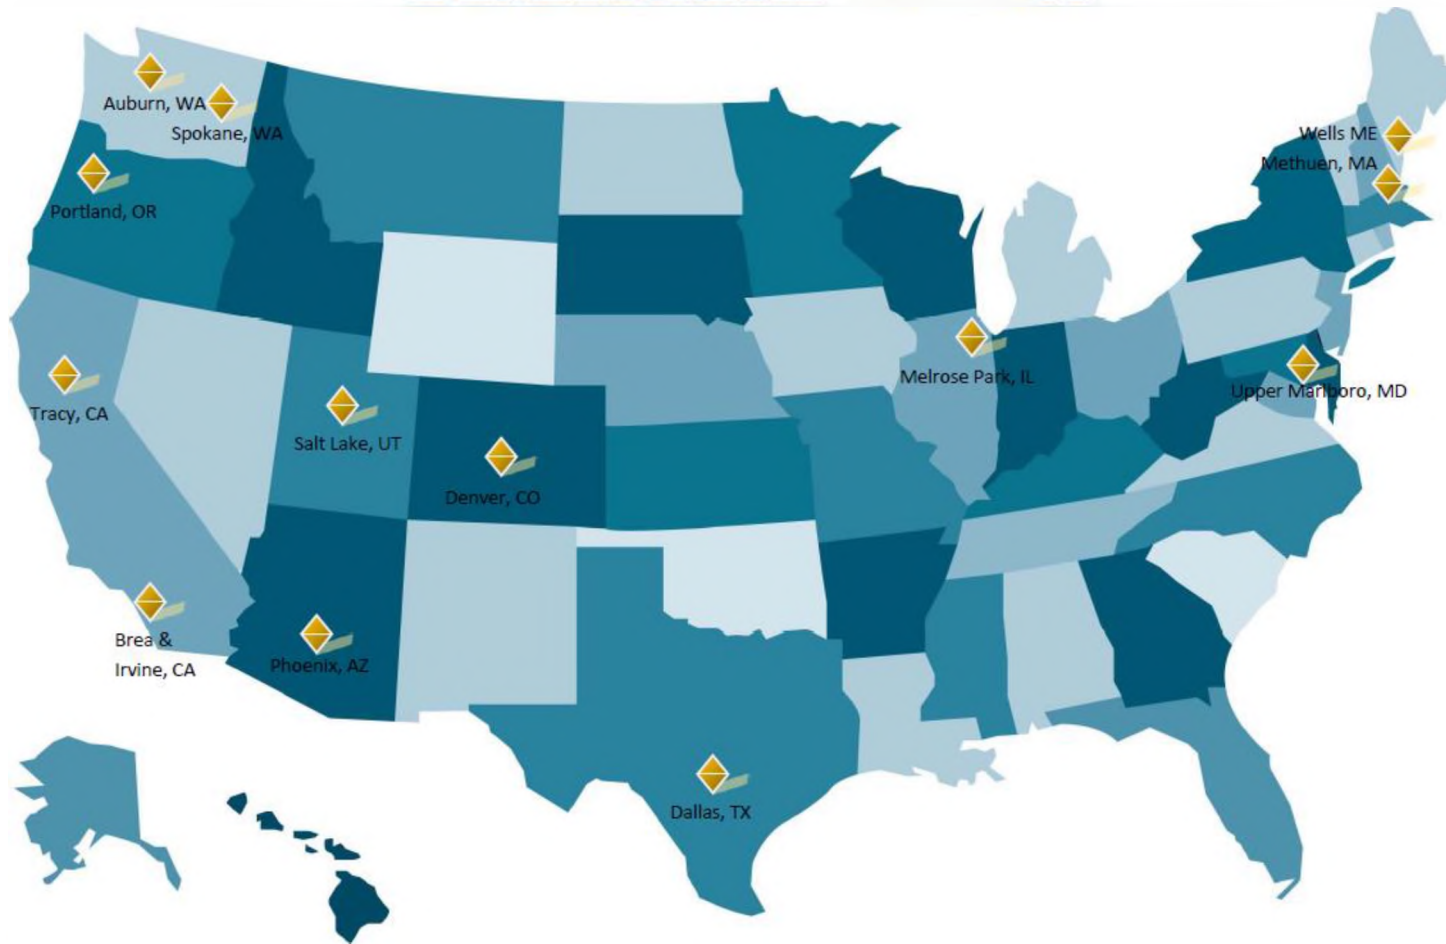 Auburn, WA
Spokane, WA
Wells ME
Methuen, MA
Portland, OR
Melrose Park, IL
Upper Marlboro, MD
Tracy, CA
Salt Lake, UT
Denver, CO
Brea &
Irvine, CA
Phoenix, AZ
Dallas, TX